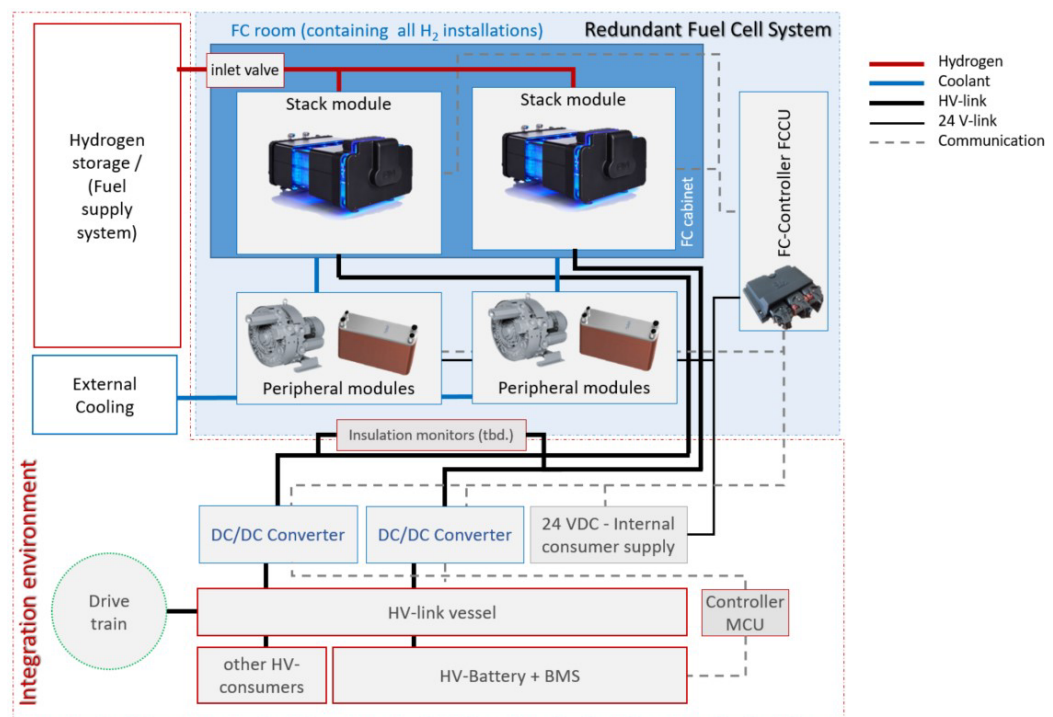 FC room (containing all H₂ installations)
Redundant Fuel Cell System
inlet valve
Stack module
Stack module
Hydrogen
storage /
(Fuel
supply
system)
FC cabinet
FC-Controller FCCU
Hydrogen
Coolant
HV-link
24 V-link
Communication
Peripheral modules
Peripheral modules
External
Cooling
Insulation monitors (tbd.)
Integration environment
DC/DC Converter
DC/DC Converter
24 VDC - Internal
consumer supply
Drive
train
HV-link vessel
Controller
MCU
other HV-
consumers
HV-Battery + BMS